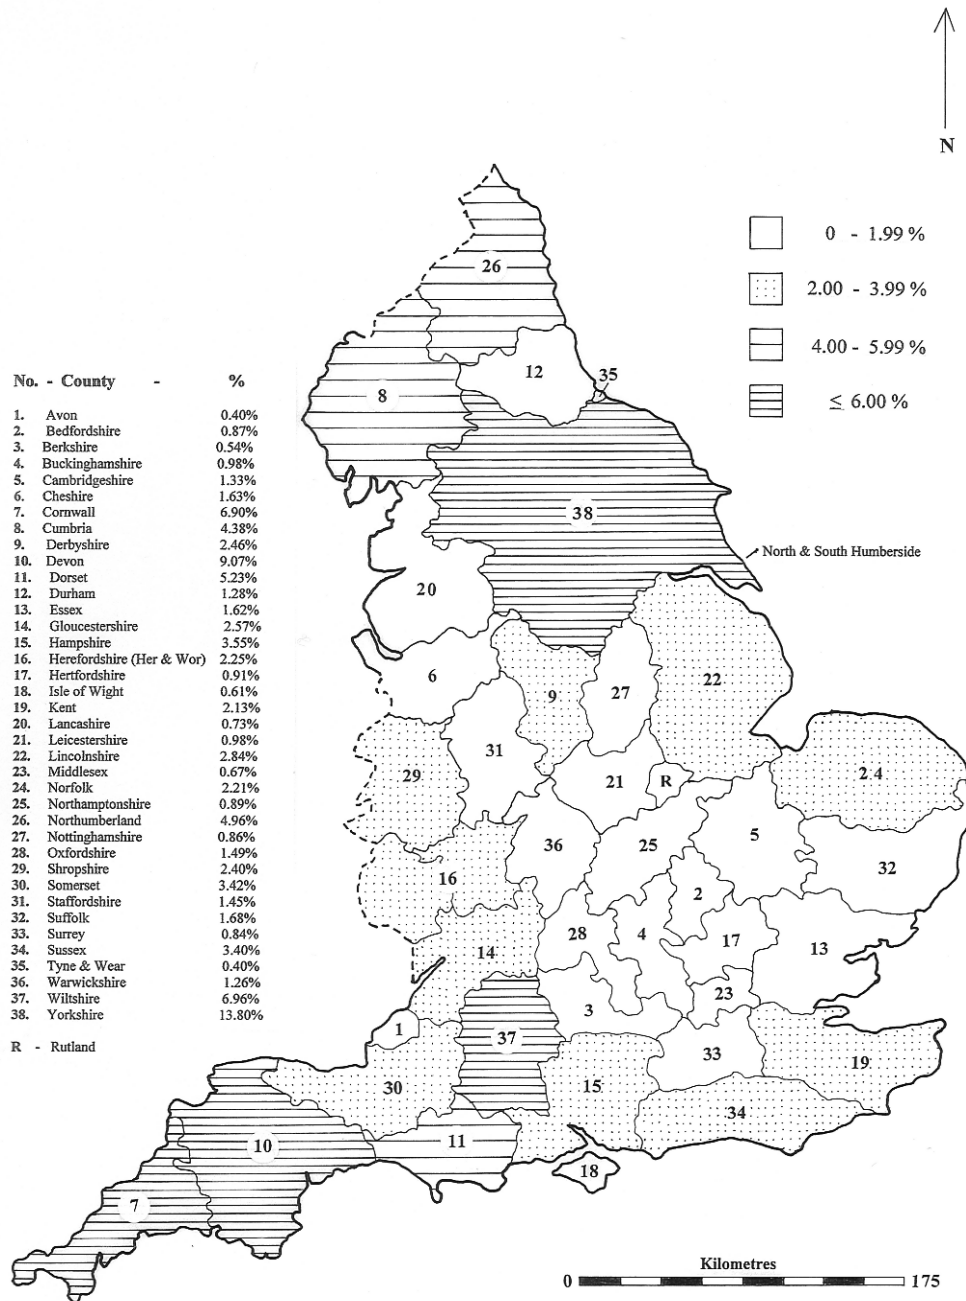 N
0 - 1.99 %
2.00 - 3.99 %
4.00 - 5.99 %
≤ 6.00 %
No. - County - %
1. Avon 0.40%
2. Bedfordshire 0.87%
3. Berkshire 0.54%
4. Buckinghamshire 0.98%
5. Cambridgeshire 1.33%
6. Cheshire 1.63%
7. Cornwall 6.90%
8. Cumbria 4.38%
9. Derbyshire 2.46%
10. Devon 9.07%
11. Dorset 5.23%
12. Durham 1.28%
13. Essex 1.62%
14. Gloucestershire 2.57%
15. Hampshire 3.55%
16. Herefordshire (Her & Wor) 2.25%
17. Hertfordshire 0.91%
18. Isle of Wight 0.61%
19. Kent 2.13%
20. Lancashire 0.73%
21. Leicestershire 0.98%
22. Lincolnshire 2.84%
23. Middlesex 0.67%
24. Norfolk 2.21%
25. Northamptonshire 0.89%
26. Northumberland 4.96%
27. Nottinghamshire 0.86%
28. Oxfordshire 1.49%
29. Shropshire 2.40%
30. Somerset 3.42%
31. Staffordshire 1.45%
32. Suffolk 1.68%
33. Surrey 0.84%
34. Sussex 3.40%
35. Tyne & Wear 0.40%
36. Warwickshire 1.26%
37. Wiltshire 6.96%
38. Yorkshire 13.80%
R - Rutland
26
12
35
8
38
North & South Humberside
20
6
9
27
22
31
29
21
R
24
36
25
5
32
16
2
28
4
17
13
14
23
3
1
37
33
19
30
15
34
10
11
18
7
Kilometres
0 175